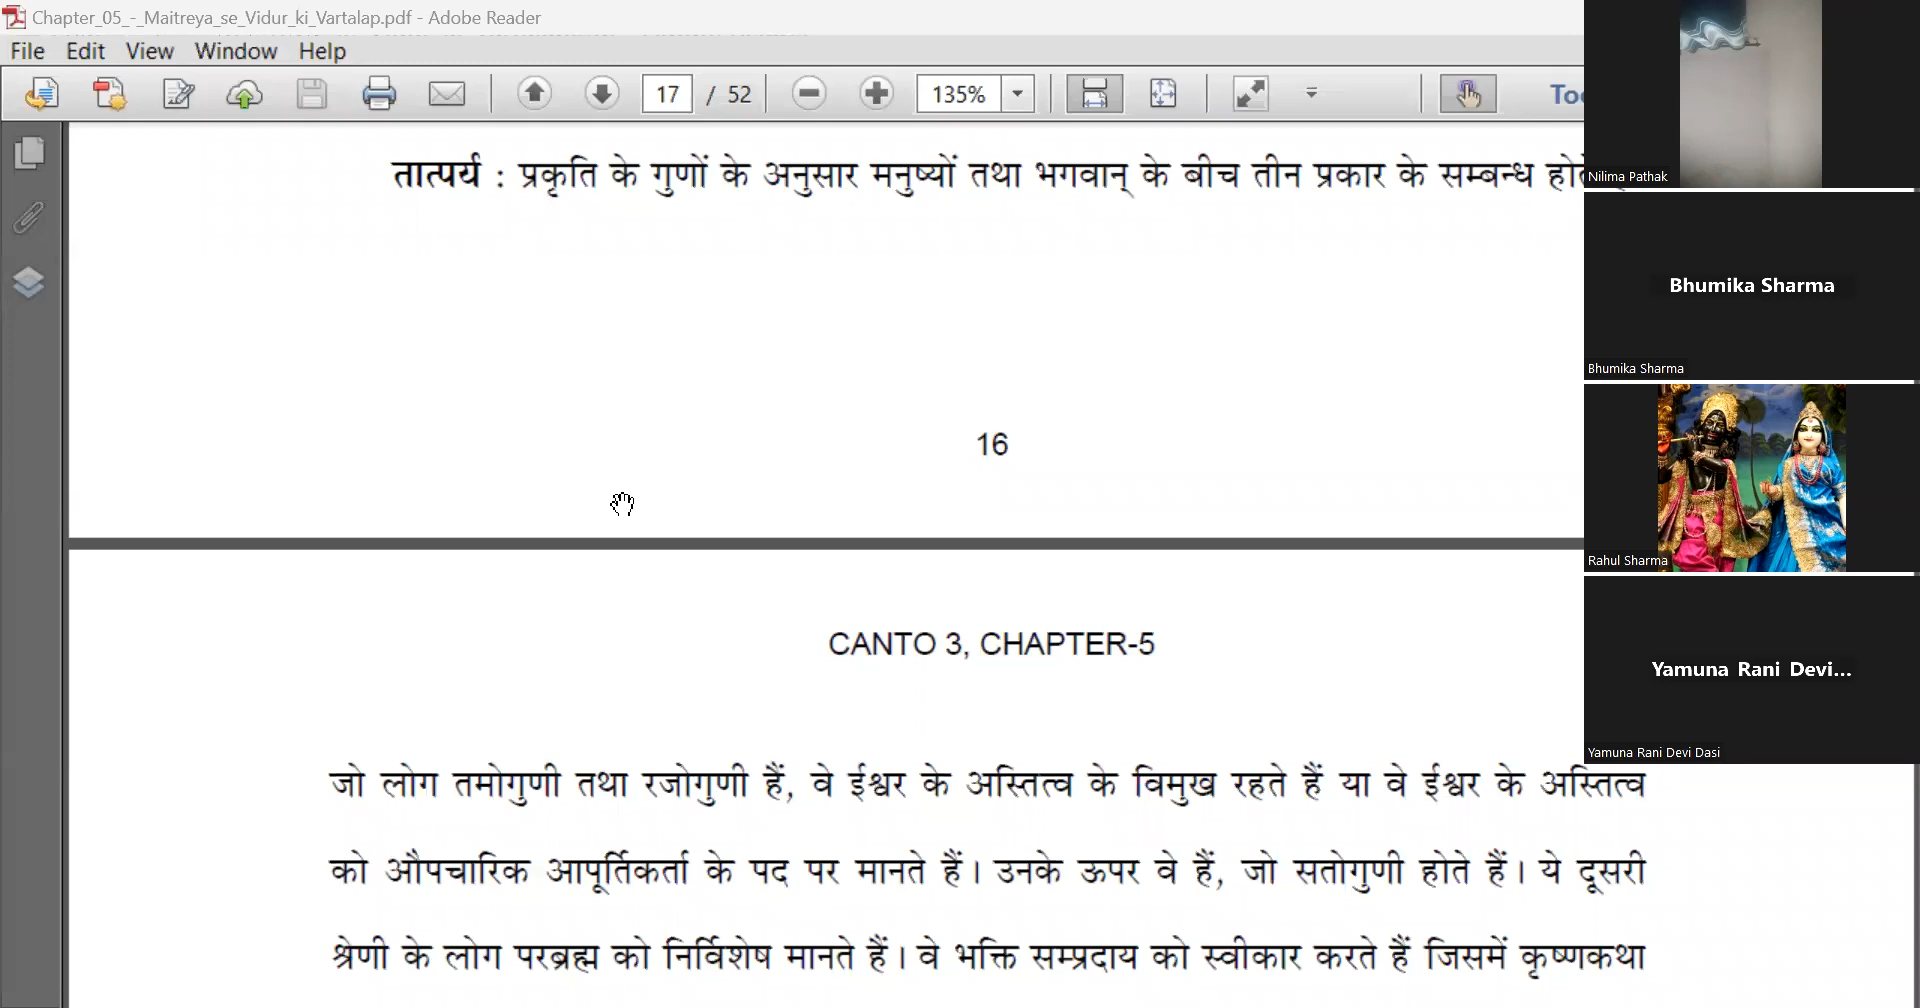 Chapter_05_-_Maitreya_se_Vidur_ki_Vartalap.pdf - Adobe Reader
File Edit View Window Help
17 / 52 135%
तात्पर्य : प्रकृति के गुणों के अनुसार मनुष्यों तथा भगवान् के बीच तीन प्रकार के सम्बन्ध
16
CANTO 3, CHAPTER-5
जो लोग तमोगुणी तथा रजोगुणी हैं, वे ईश्वर के अस्तित्व के विमुख रहते हैं या वे ईश्वर के अस्तित्व
को औपचारिक आपूर्तिकर्ता के पद पर मानते हैं। उनके ऊपर वे हैं, जो सतोगुणी होते हैं। ये दूसरी
श्रेणी के लोग परब्रह्म को निर्विशेष मानते हैं। वे भक्ति सम्प्रदाय को स्वीकार करते हैं जिसमें कृष्णकथा
Nilima Pathak
Bhumika Sharma
Bhumika Sharma
Rahul Sharma
Yamuna Rani Devi...
Yamuna Rani Devi Dasi